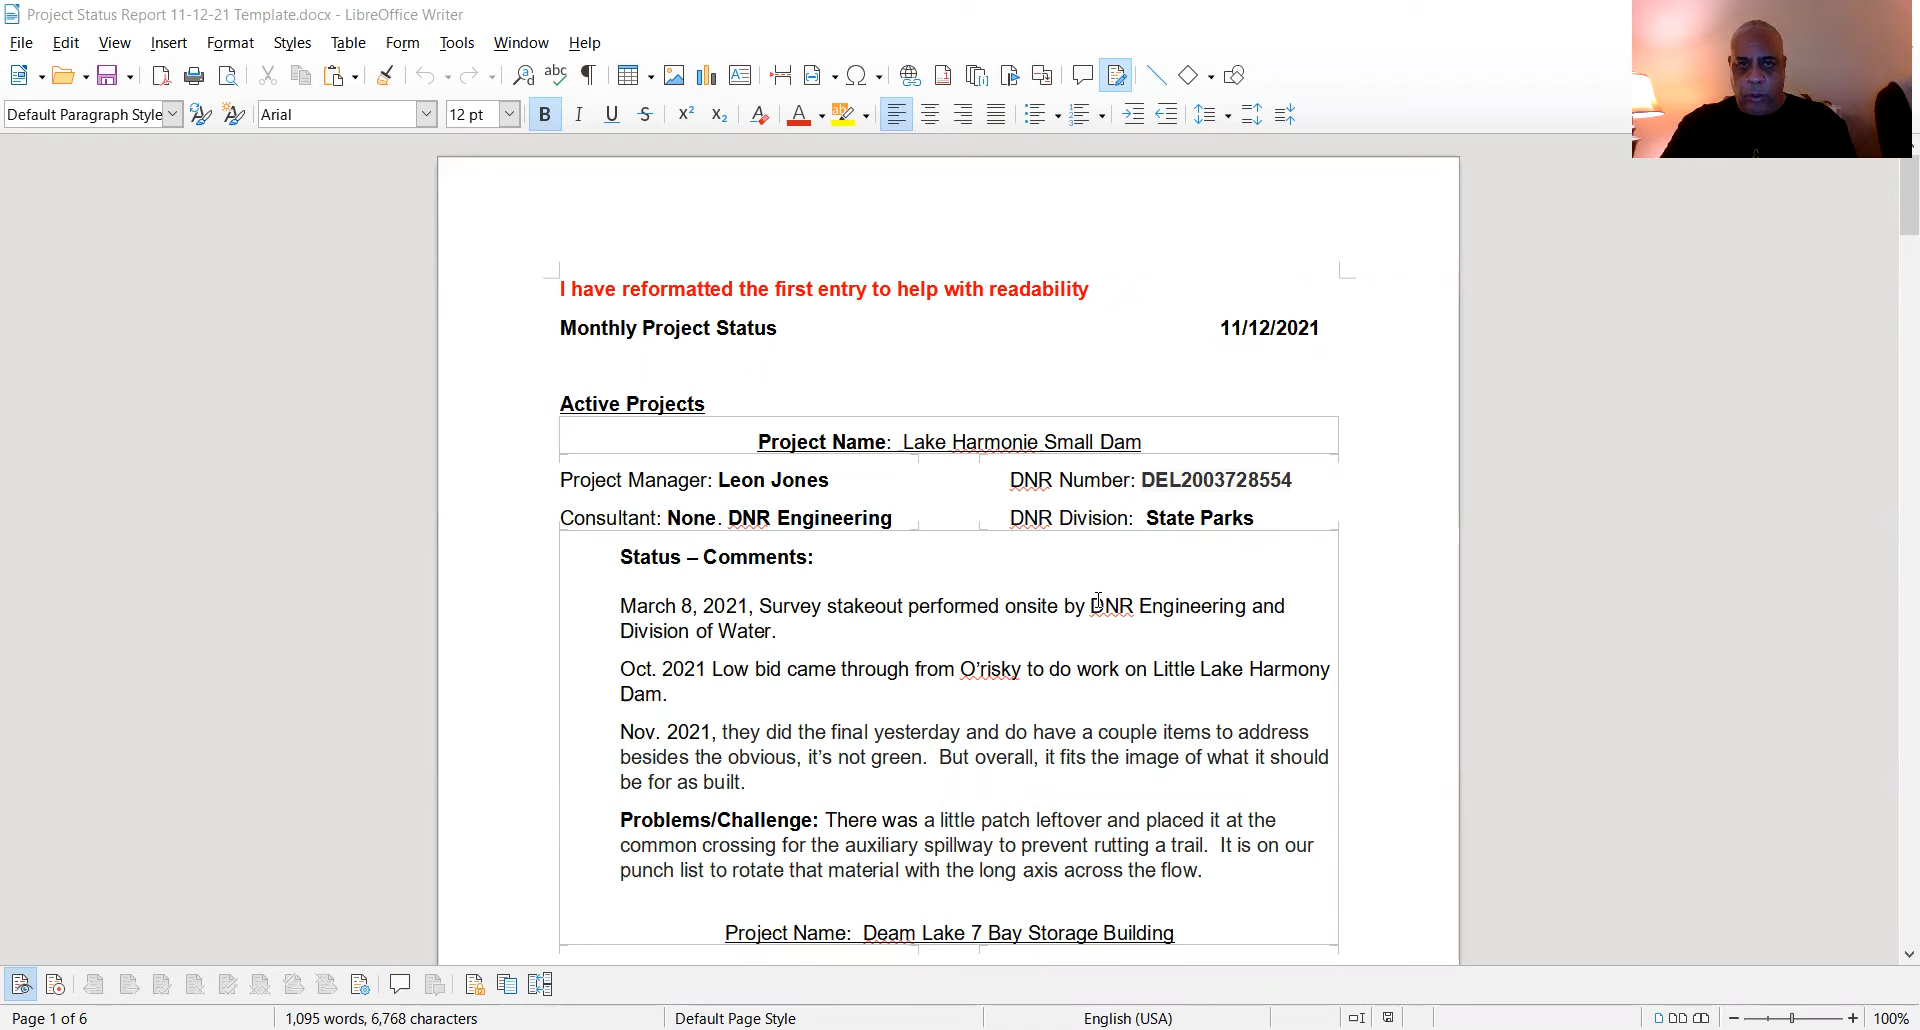 Project Status Report 11-12-21 Template.docx - LibreOffice Writer
File Edit View Insert Format Styles Table Form Tools Window Help
Default Paragraph Style Arial 12 pt
I have reformatted the first entry to help with readability
Monthly Project Status 11/12/2021
Active Projects
Project Name: Lake Harmonie Small Dam
Project Manager: Leon Jones DNR Number: DEL2003728554
Consultant: None. DNR Engineering DNR Division: State Parks
Status – Comments:
March 8, 2021, Survey stakeout performed onsite by DNR Engineering and
Division of Water.
Oct. 2021 Low bid came through from O’risky to do work on Little Lake Harmony
Dam.
Nov. 2021, they did the final yesterday and do have a couple items to address
besides the obvious, it’s not green. But overall, it fits the image of what it should
be for as built.
Problems/Challenge: There was a little patch leftover and placed it at the
common crossing for the auxiliary spillway to prevent rutting a trail. It is on our
punch list to rotate that material with the long axis across the flow.
Project Name: Deam Lake 7 Bay Storage Building
Page 1 of 6 1,095 words, 6,768 characters Default Page Style English (USA) 100%